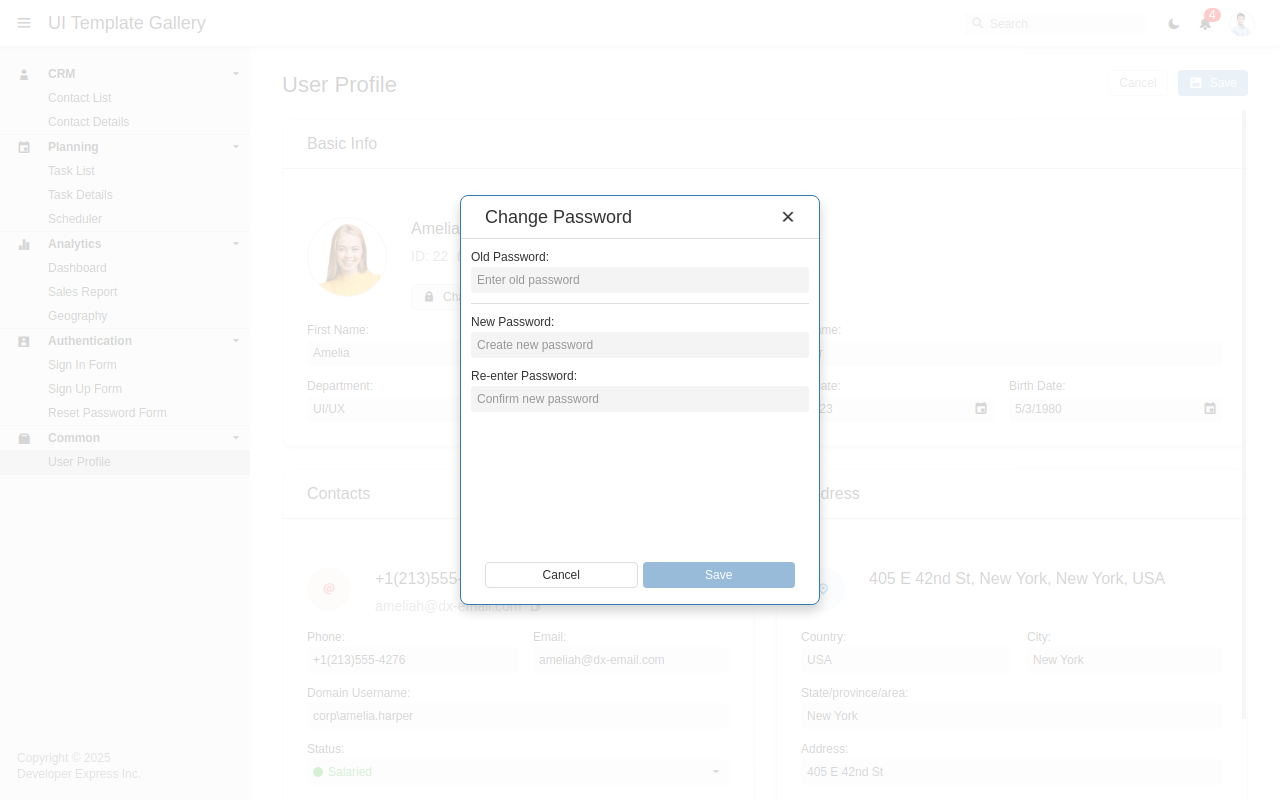 UI Template Gallery
Search
4
CRM
Contact List
Contact Details
Planning
Task List
Task Details
Scheduler
Analytics
Dashboard
Sales Report
Geography
Authentication
Sign In Form
Sign Up Form
Reset Password Form
Common
User Profile
Copyright © 2025
Developer Express Inc.
User Profile
Cancel
Save
Basic Info
Amelia
ID: 22
First Name:
Amelia
Department:
UI/UX
Birth Date:
5/3/1980
Change Password
Old Password:
Enter old password
New Password:
Create new password
Re-enter Password:
Confirm new password
Cancel
Save
Contacts
+1(213)555-
ameliah@dx-email.com
Phone:
Email:
+1(213)555-4276
ameliah@dx-email.com
Domain Username:
corp\amelia.harper
Status:
Salaried
405 E 42nd St, New York, New York, USA
Country:
City:
USA
New York
State/province/area:
New York
Address:
405 E 42nd St